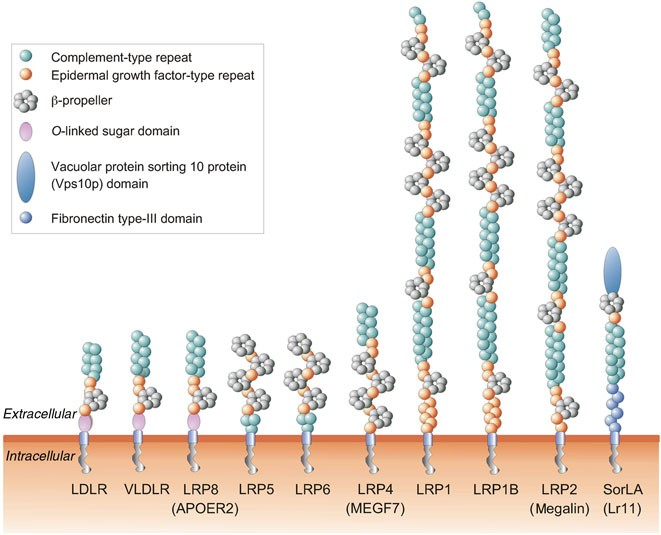 Complement-type repeat
Epidermal growth factor-type repeat
β-propeller
O-linked sugar domain
Vacuolar protein sorting 10 protein
(Vps10p) domain
Fibronectin type-III domain
Extracellular
Intracellular
LDLR
VLDLR
LRP8
(APOER2)
LRP5
LRP6
LRP4
(MEGF7)
LRP1
LRP1B
LRP2
(Megalin)
SorLA
(Lr11)